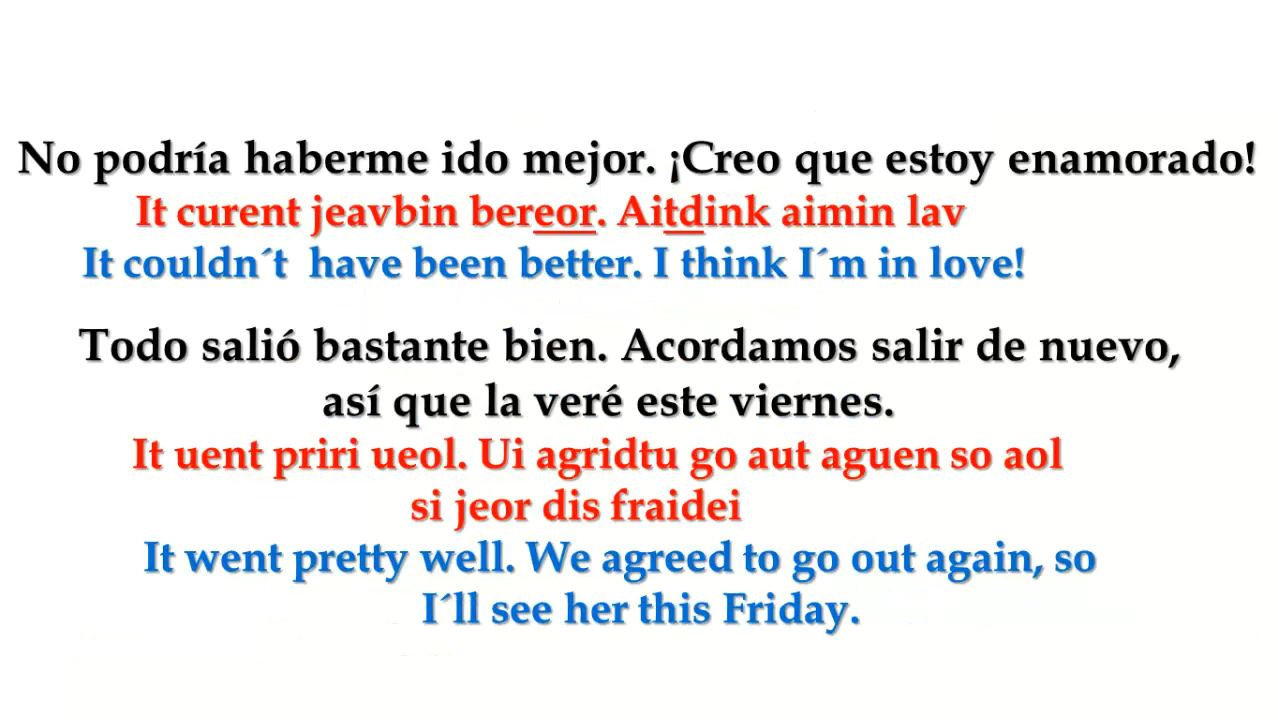 No podría haberme ido mejor. ¡Creo que estoy enamorado!
It curent jeavbin bereor. Aitdink aimin lav
It couldn´t  have been better. I think I´m in love!
Todo salió bastante bien. Acordamos salir de nuevo,
así que la veré este viernes.
It uent priri ueol. Ui agridtu go aut aguen so aol
si jeor dis fraidei
It went pretty well. We agreed to go out again, so
I´ll see her this Friday.